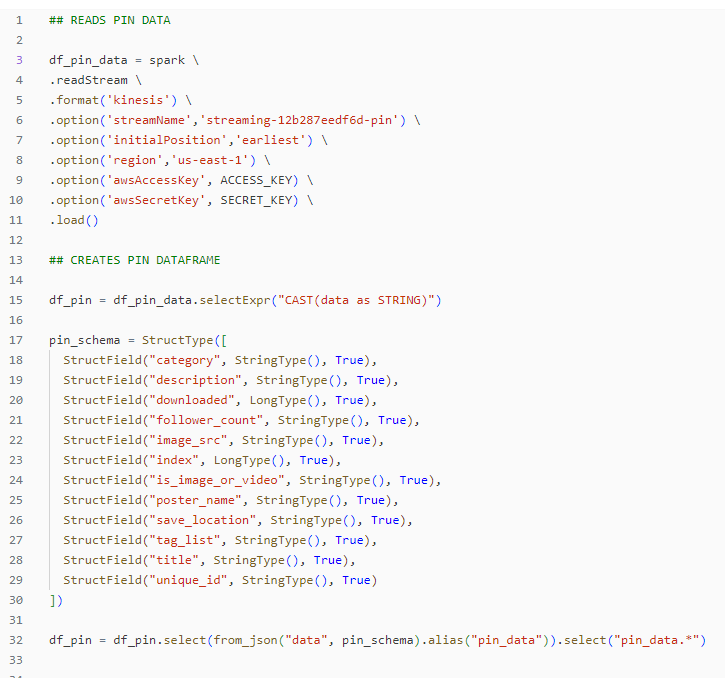 1 ## READS PIN DATA
2
3 df_pin_data = spark \
4 .readStream \
5 .format('kinesis') \
6 .option('streamName','streaming-12b287eedf6d-pin') \
7 .option('initialPosition','earliest') \
8 .option('region','us-east-1') \
9 .option('awsAccessKey', ACCESS_KEY) \
10 .option('awsSecretKey', SECRET_KEY) \
11 .load()
12
13 ## CREATES PIN DATAFRAME
14
15 df_pin = df_pin_data.selectExpr("CAST(data as STRING)")
16
17 pin_schema = StructType([
18 StructField("category", StringType(), True),
19 StructField("description", StringType(), True),
20 StructField("downloaded", LongType(), True),
21 StructField("follower_count", StringType(), True),
22 StructField("image_src", StringType(), True),
23 StructField("index", LongType(), True),
24 StructField("is_image_or_video", StringType(), True),
25 StructField("poster_name", StringType(), True),
26 StructField("save_location", StringType(), True),
27 StructField("tag_list", StringType(), True),
28 StructField("title", StringType(), True),
29 StructField("unique_id", StringType(), True)
30 ])
31
32 df_pin = df_pin.select(from_json("data", pin_schema).alias("pin_data")).select("pin_data.*")
33